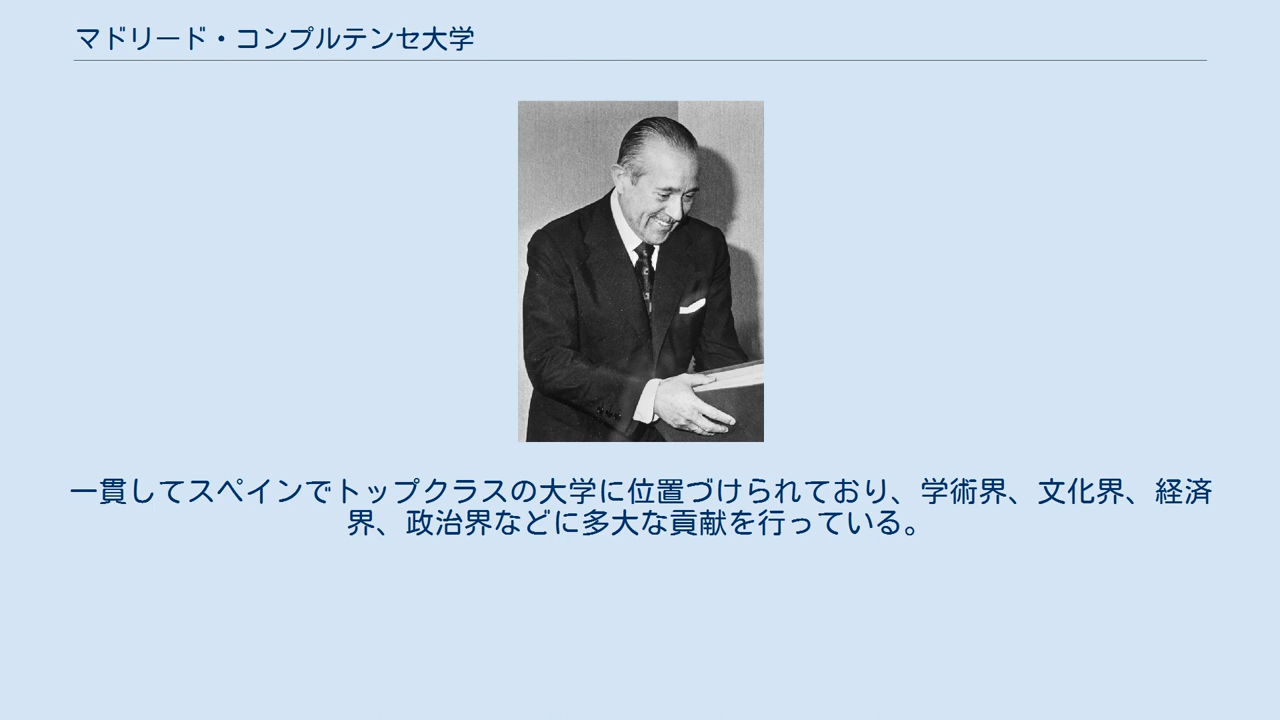 マドリード・コンプルテンセ大学
一貫してスペインでトップクラスの大学に位置づけられており、学術界、文化界、経済
界、政治界などに多大な貢献を行っている。